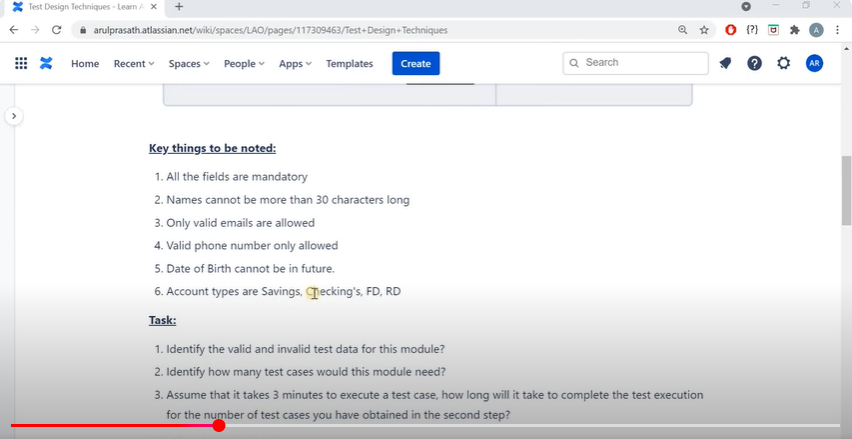 Test Design Techniques - Learn A
arulprasath.atlassian.net/wiki/spaces/LAO/pages/117309463/Test+Design+Techniques
A
Home Recent Spaces People Apps Templates Create Search AR
Key things to be noted:
1. All the fields are mandatory
2. Names cannot be more than 30 characters long
3. Only valid emails are allowed
4. Valid phone number only allowed
5. Date of Birth cannot be in future.
6. Account types are Savings, Checking's, FD, RD
Task:
1. Identify the valid and invalid test data for this module?
2. Identify how many test cases would this module need?
3. Assume that it takes 3 minutes to execute a test case, how long will it take to complete the test execution
for the number of test cases you have obtained in the second step?